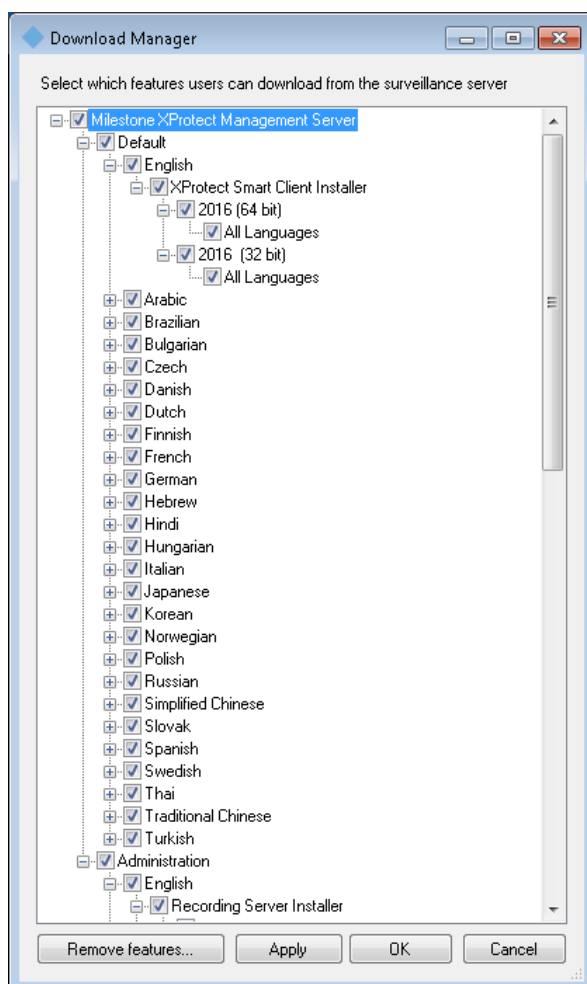 Download Manager
Select which features users can download from the surveillance server
Milestone XProtect Management Server
Default
English
XProtect Smart Client Installer
2016 (64 bit)
All Languages
2016 (32 bit)
All Languages
Arabic
Brazilian
Bulgarian
Czech
Danish
Dutch
Finnish
French
German
Hebrew
Hindi
Hungarian
Italian
Japanese
Korean
Norwegian
Polish
Russian
Simplified Chinese
Slovak
Spanish
Swedish
Thai
Traditional Chinese
Turkish
Administration
English
Recording Server Installer
Remove features... Apply OK Cancel